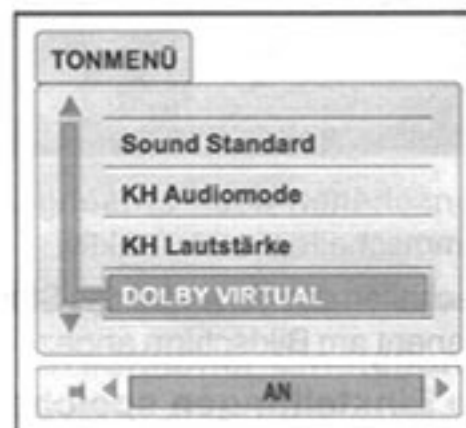 TONMENÜ
Sound Standard
KH Audiomode
KH Lautstärke
DOLBY VIRTUAL
AN